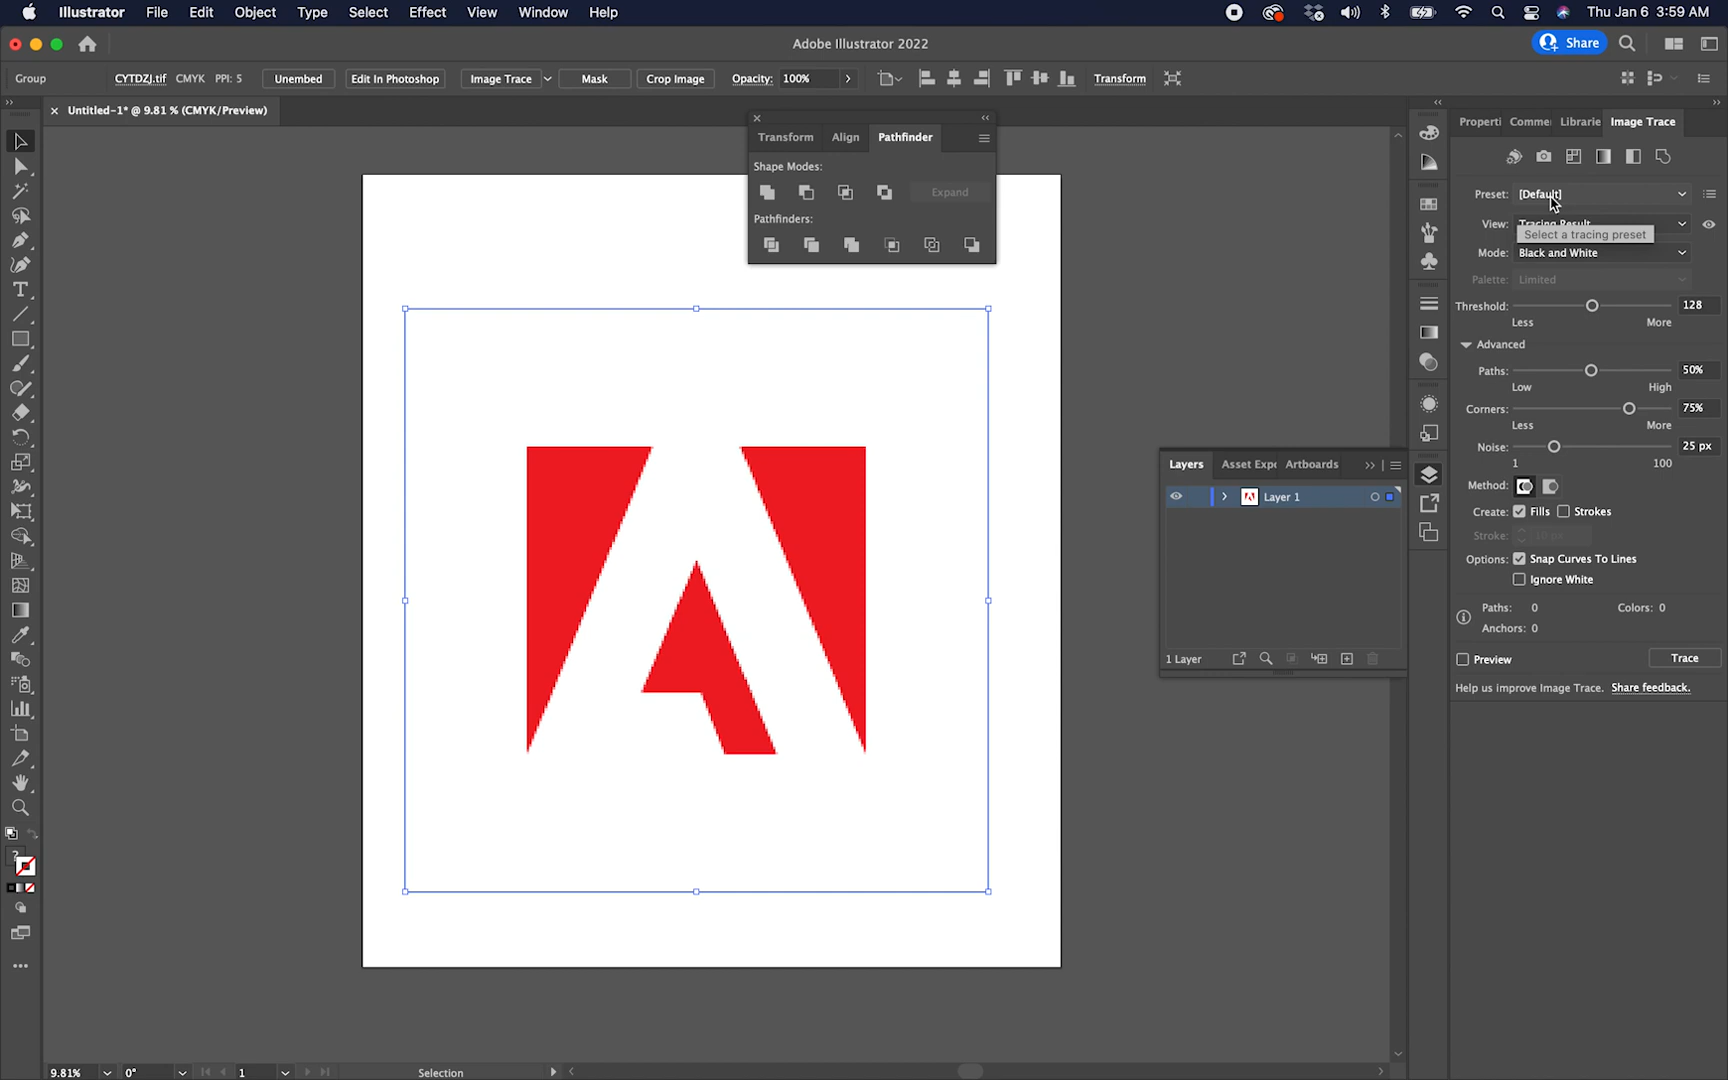 Illustrator File Edit Object Type Select Effect View Window Help Thu Jan 6 3:59 AM
Adobe Illustrator 2022 Share
Group CYTDZJ.tif CMYK PPI: 5 Unembed Edit In Photoshop Image Trace Mask Crop Image Opacity: 100% Transform
Untitled-1* @ 9.81 % (CMYK/Preview)
Transform Align Pathfinder
Shape Modes:
Expand
Pathfinders:
Properti Comme Librarie Image Trace
Preset: [Default]
View: Tracing Result
Select a tracing preset
Mode: Black and White
Palette: Limited
Threshold: 128
Less More
Advanced
Paths: 50%
Low High
Corners: 75%
Less More
Noise: 25 px
1 100
Method:
Create: Fills Strokes
Stroke: 10 px
Options: Snap Curves To Lines
Ignore White
Paths: 0 Colors: 0
Anchors: 0
Preview Trace
Help us improve Image Trace. Share feedback.
Layers Asset Expo Artboards
Layer 1
1 Layer
T
?
9.81% 0° 1 Selection